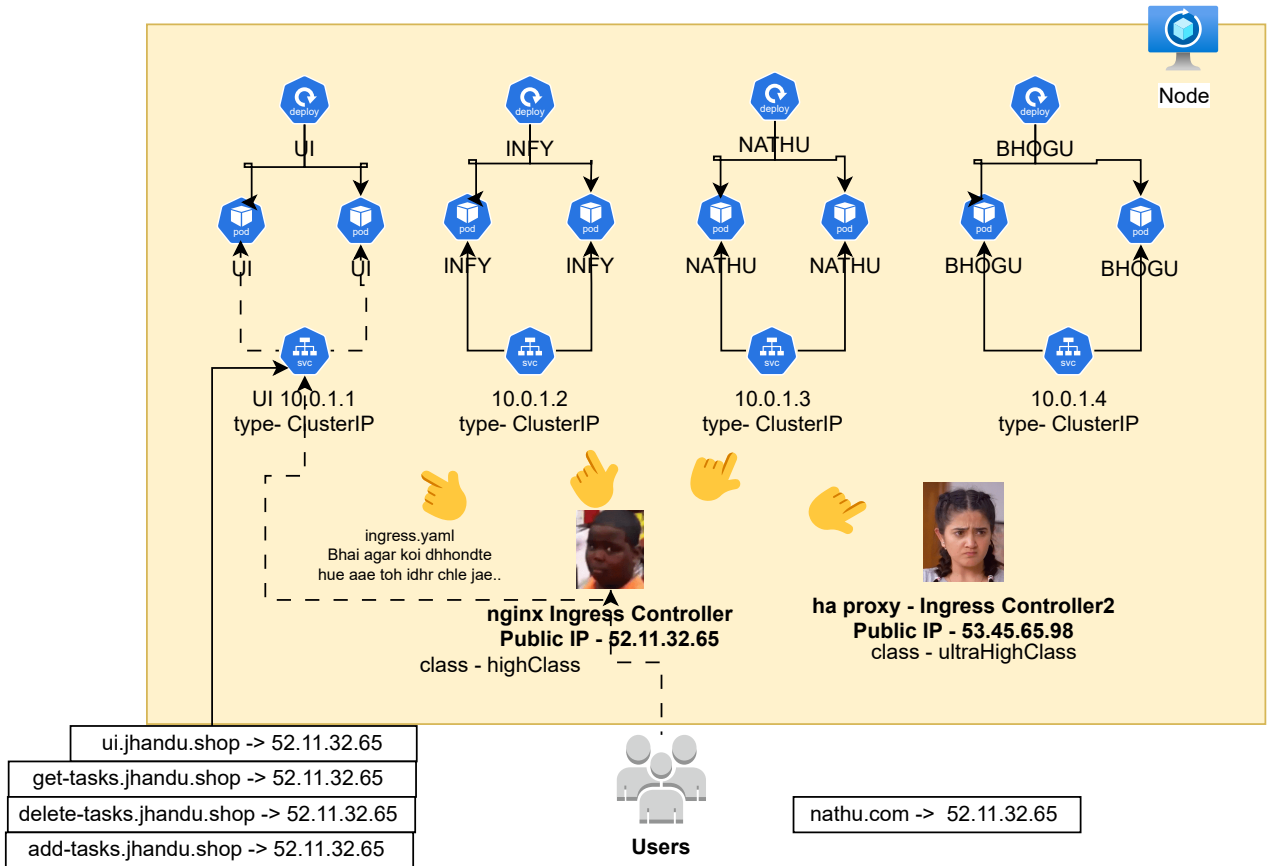 Node
deploy
deploy
deploy
deploy
UI
INFY
NATHU
BHOGU
pod
pod
pod
pod
pod
pod
pod
pod
UI
UI
INFY
INFY
NATHU
NATHU
BHOGU
BHOGU
svc
svc
svc
svc
UI 10.0.1.1
type- ClusterIP
10.0.1.2
type- ClusterIP
10.0.1.3
type- ClusterIP
10.0.1.4
type- ClusterIP
ingress.yaml
Bhai agar koi dhhondte
hue aae toh idhr chle jae..
nginx Ingress Controller
Public IP - 52.11.32.65
class - highClass
ha proxy - Ingress Controller2
Public IP - 53.45.65.98
class - ultraHighClass
ui.jhandu.shop -> 52.11.32.65
get-tasks.jhandu.shop -> 52.11.32.65
delete-tasks.jhandu.shop -> 52.11.32.65
add-tasks.jhandu.shop -> 52.11.32.65
Users
nathu.com -> 52.11.32.65